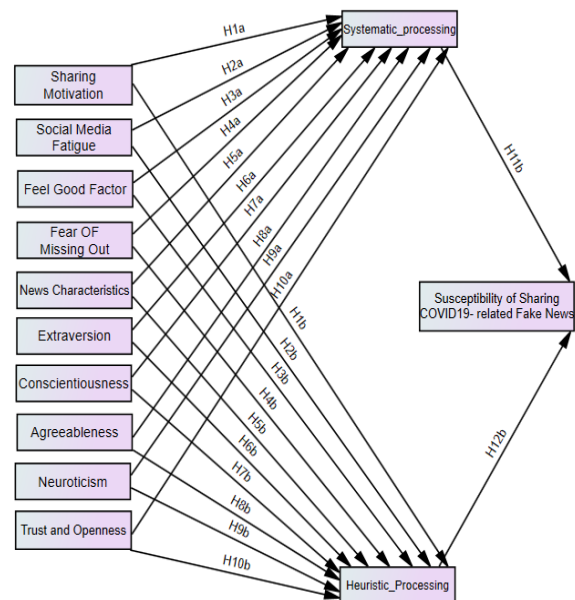 Systematic_processing
H1a
H2a
H3a
H4a
H5a
H6a
H7a
H8a
H9a
H10a
Sharing
Motivation
Social Media
Fatigue
Feel Good Factor
Fear OF
Missing Out
News Characteristics
Extraversion
Conscientiousness
Agreeableness
Neuroticism
Trust and Openness
H1b
H2b
H3b
H4b
H5b
H6b
H7b
H8b
H9b
H10b
H11b
Susceptibility of Sharing
COVID19- related Fake News
H12b
Heuristic_Processing